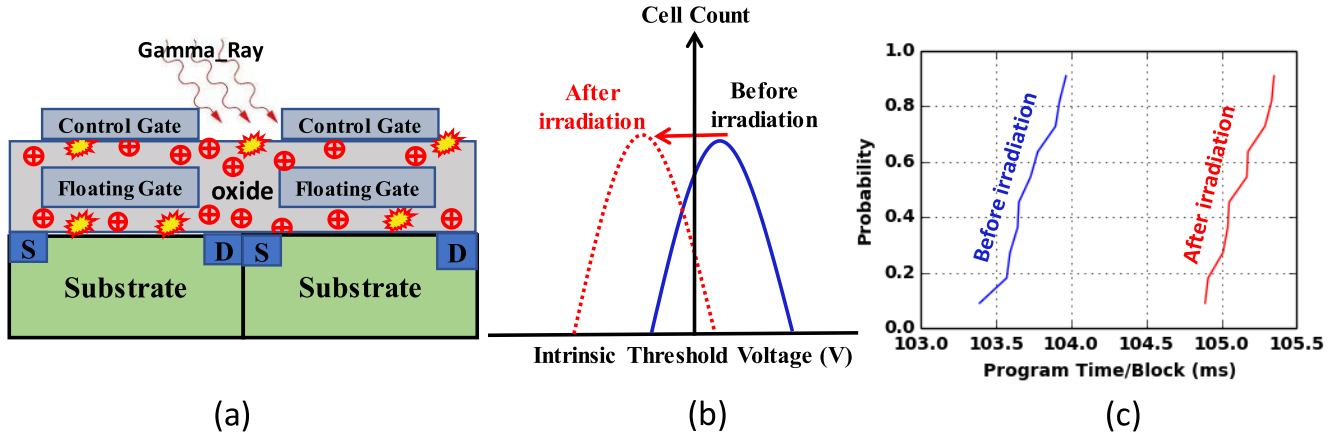 Gamma_Ray
Control Gate
Control Gate
Floating Gate
oxide
Floating Gate
S
D
S
D
Substrate
Substrate
(a)
Cell Count
After
irradiation
Before
irradiation
Intrinsic Threshold Voltage (V)
(b)
1.0
0.8
0.6
0.4
0.2
0.0
Probability
Before irradiation
After irradiation
103.0 103.5 104.0 104.5 105.0 105.5
Program Time/Block (ms)
(c)